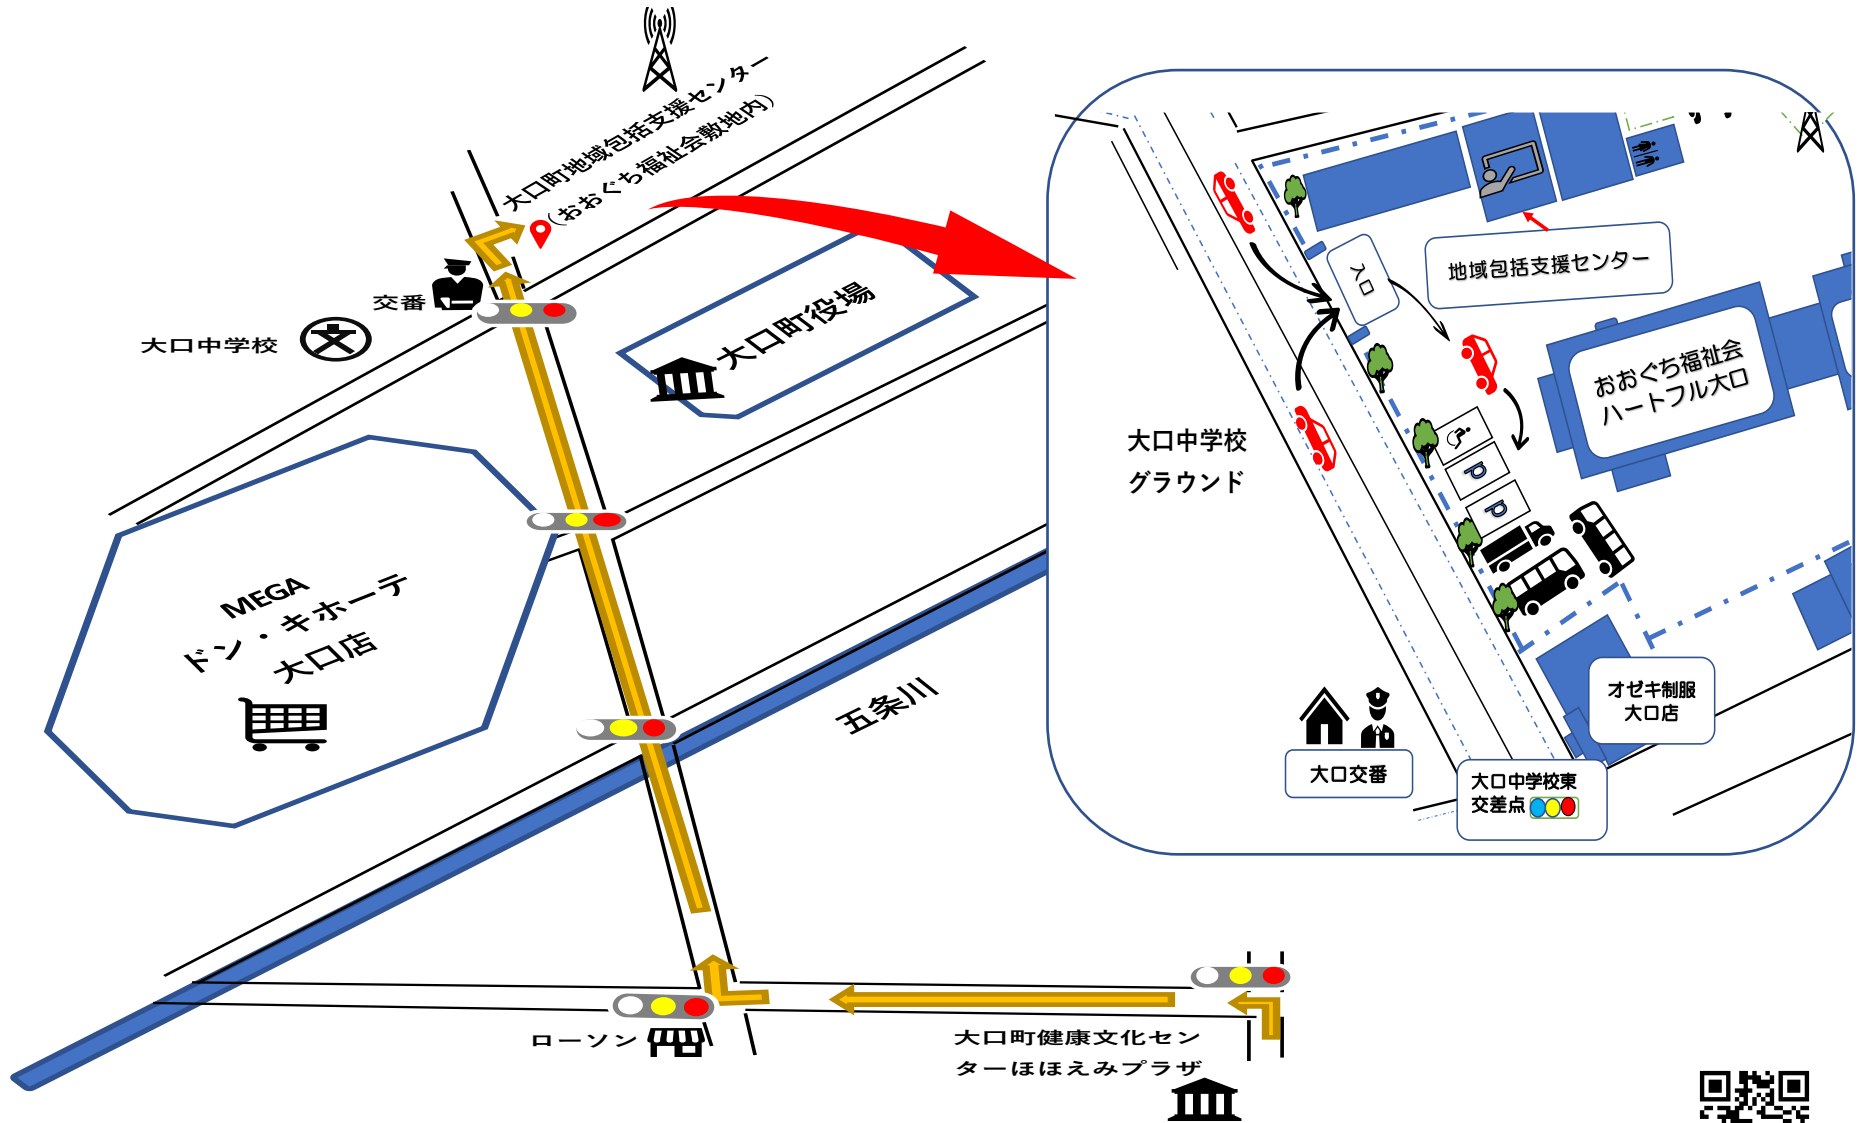 大口町地域包括支援センター
（おおぐち福祉会敷地内）
交番
大口中学校
大口町役場
MEGA
ドン・キホーテ
大口店
五条川
ローソン
大口町健康文化セン
ターほほえみプラザ
入口
地域包括支援センター
おおぐち福祉会
ハートフル大口
大口中学校
グラウンド
P
P
オゼキ制服
大口店
大口交番
大口中学校東
交差点